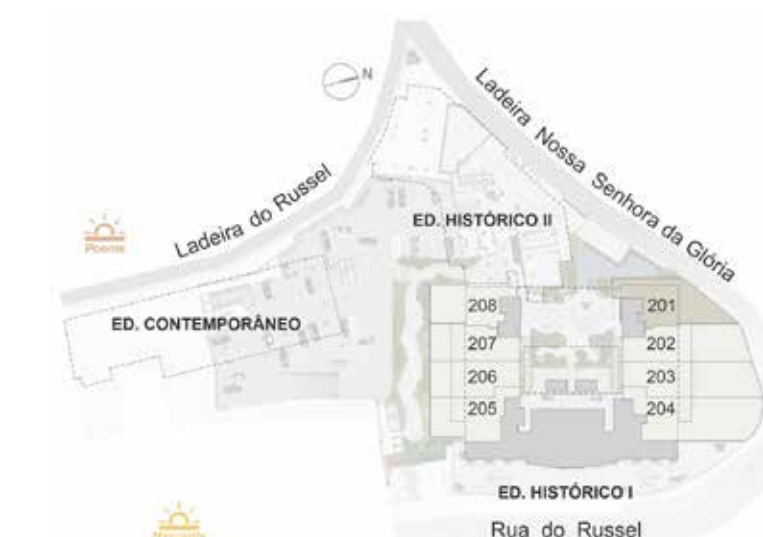 N
Ladeira Nossa Senhora da Glória
Ladeira do Russel
Poente
ED. HISTÓRICO II
ED. CONTEMPORÂNEO
208
201
207
202
206
203
205
204
ED. HISTÓRICO I
Rua do Russel
Nascente